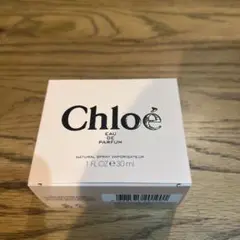 Chloé
EAU
DE
PARFUM
NATURAL SPRAY VAPORISATEUR
1 FL.OZ ℮ 30 ml